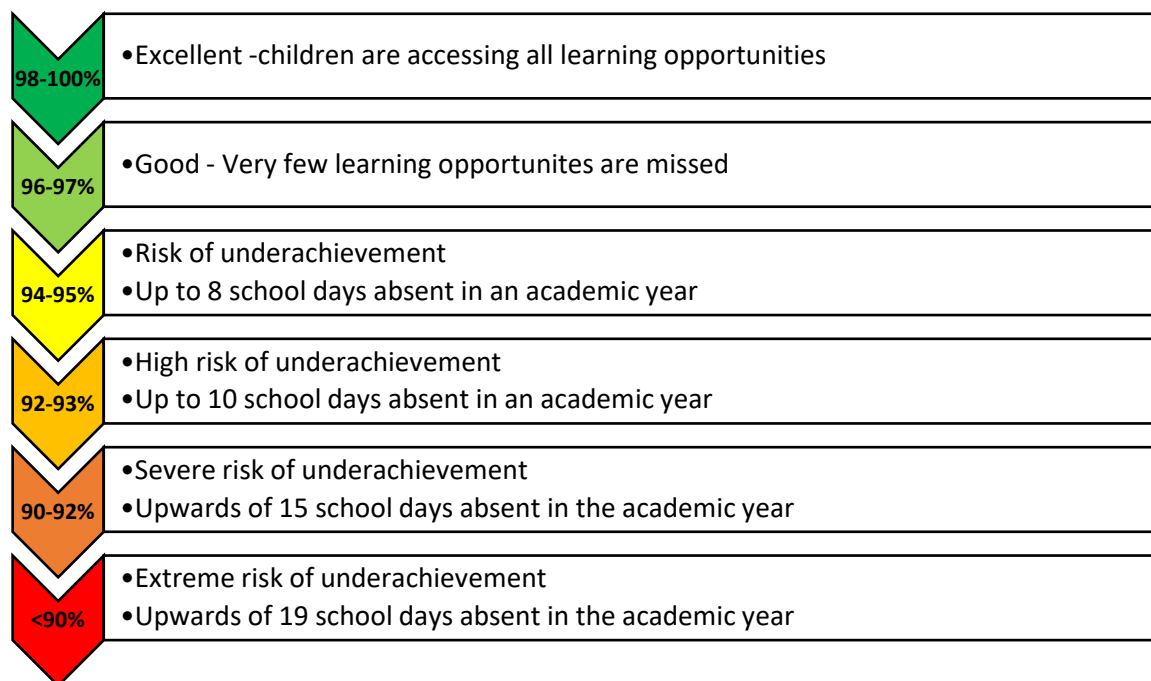 98-100%
•Excellent -children are accessing all learning opportunities
96-97%
•Good - Very few learning opportunites are missed
94-95%
•Risk of underachievement
•Up to 8 school days absent in an academic year
92-93%
•High risk of underachievement
•Up to 10 school days absent in an academic year
90-92%
•Severe risk of underachievement
•Upwards of 15 school days absent in the academic year
<90%
•Extreme risk of underachievement
•Upwards of 19 school days absent in the academic year